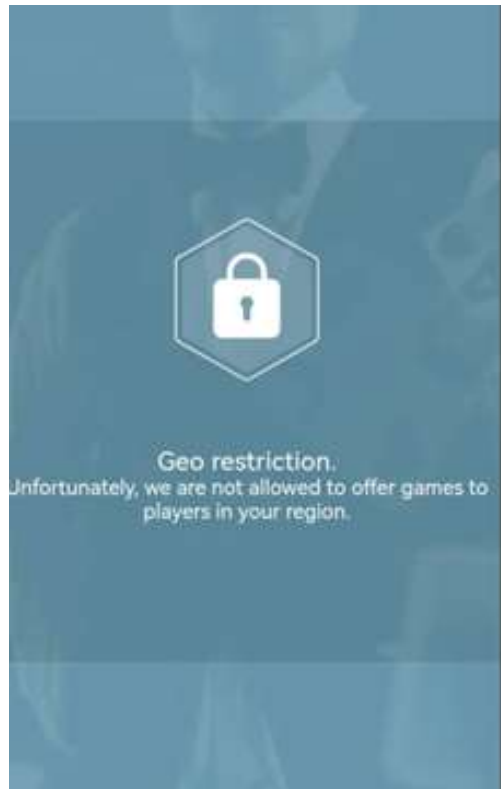 Geo restriction.
Unfortunately, we are not allowed to offer games to
players in your region.